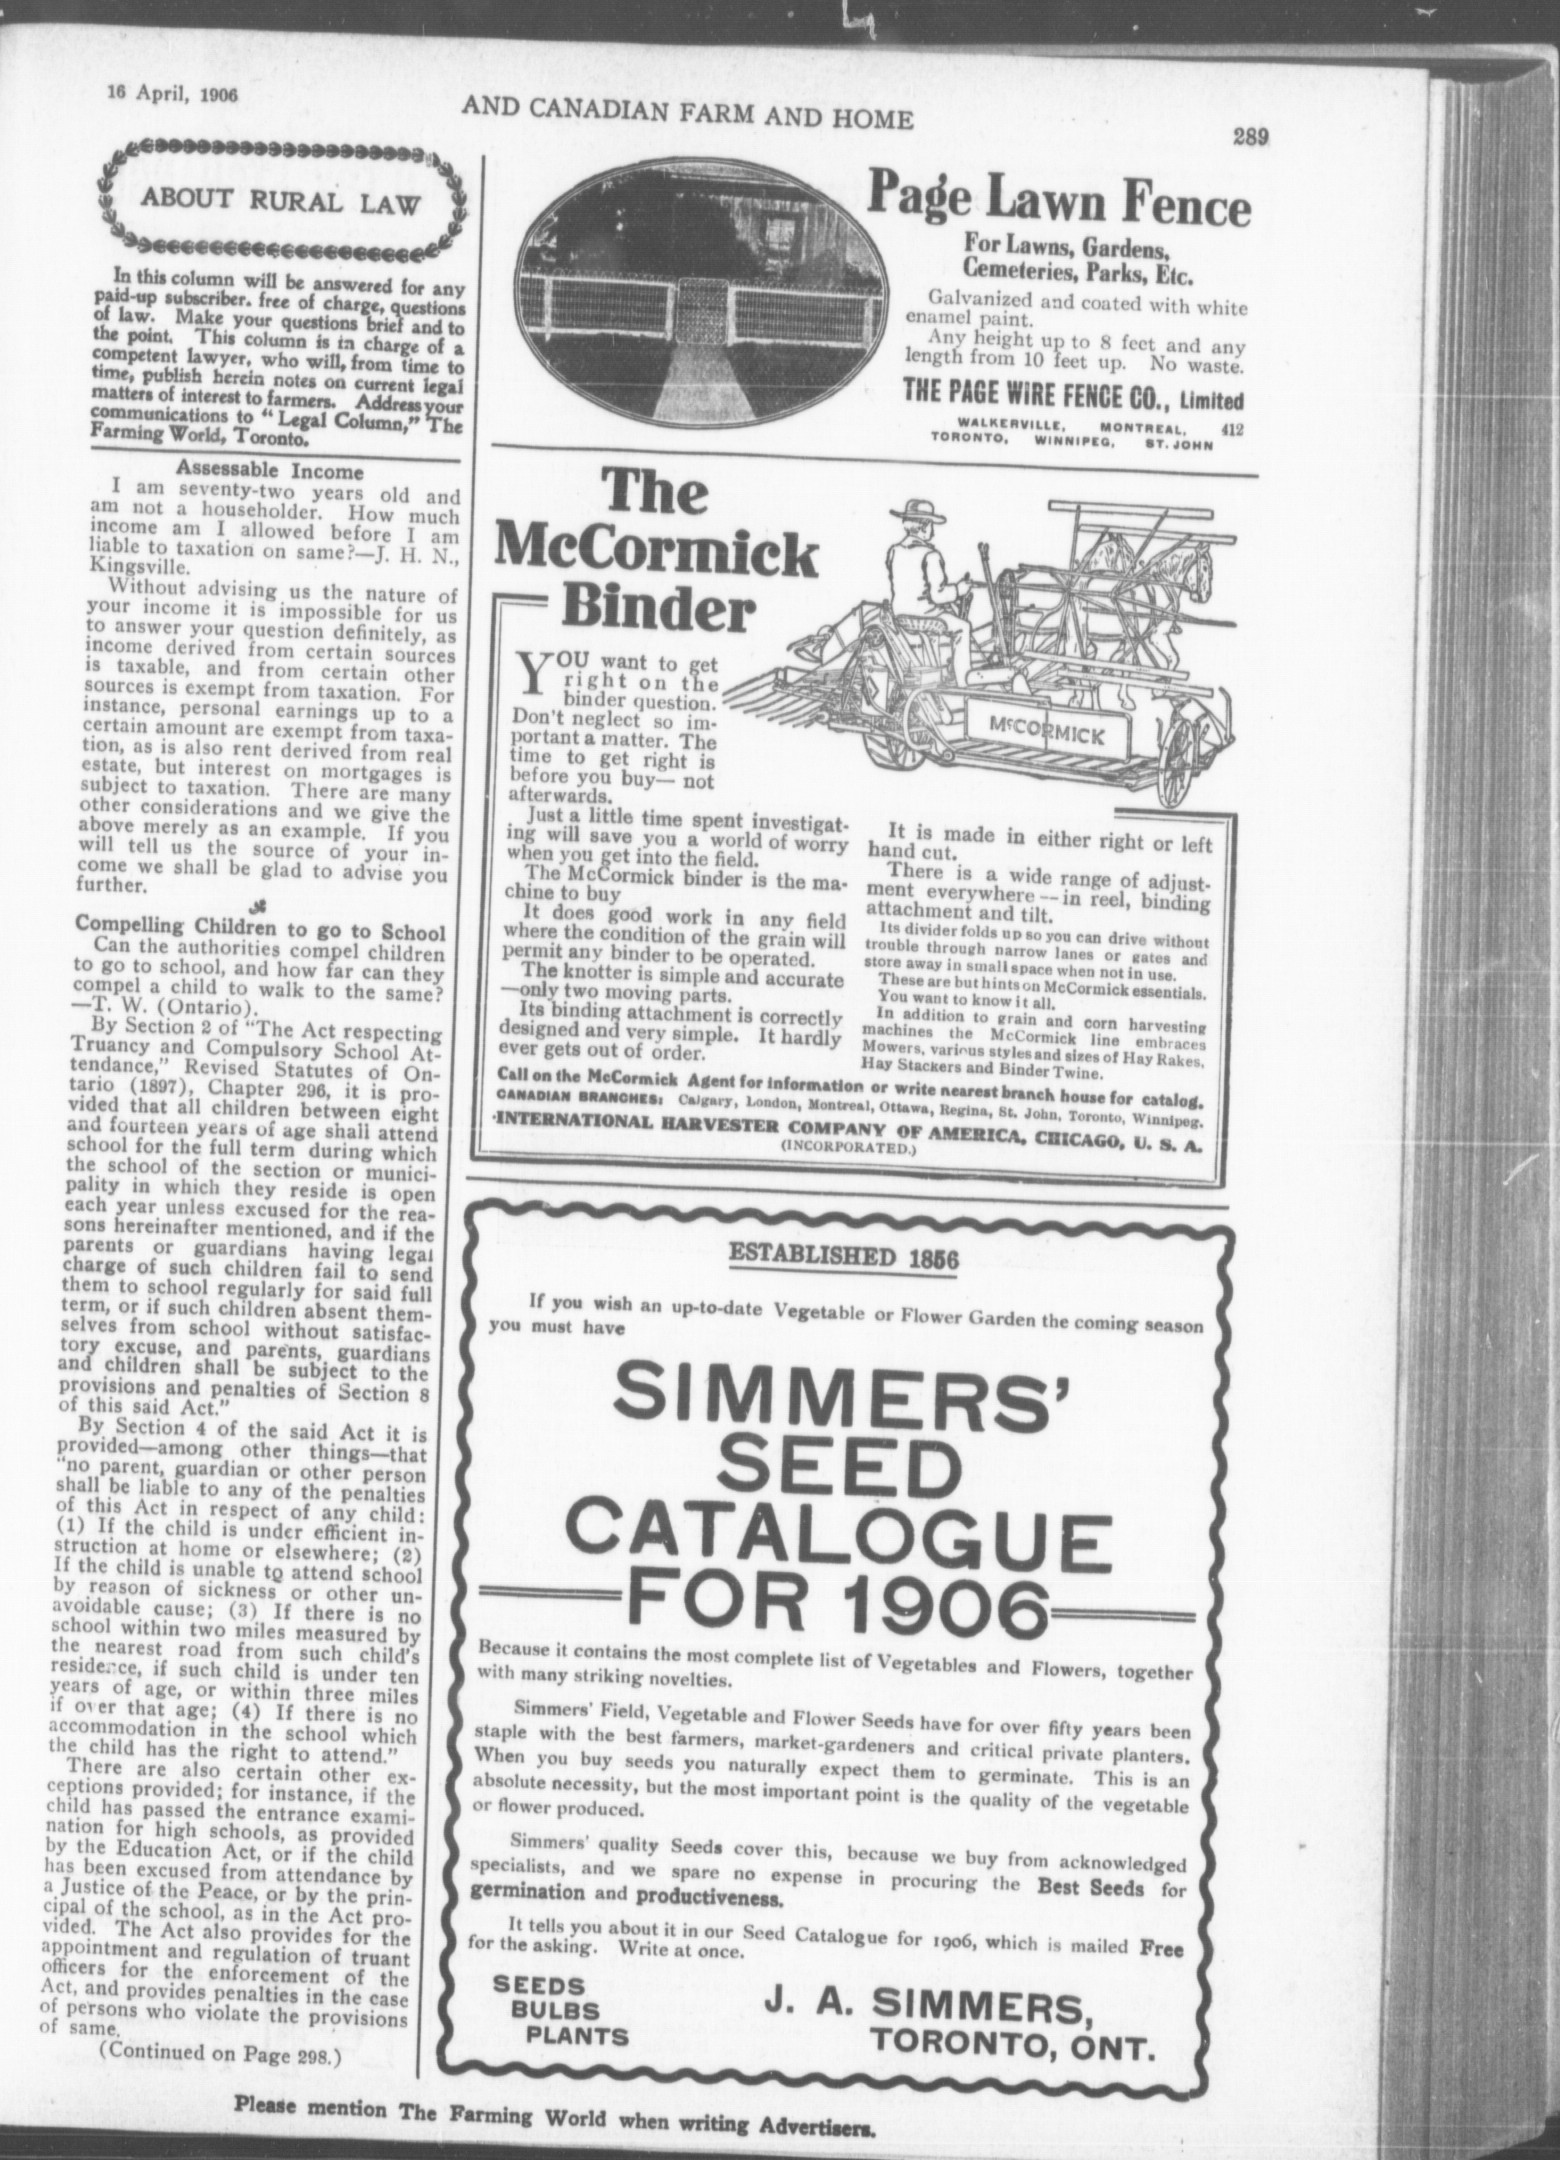 16 April, 1906
AND CANADIAN FARM AND HOME
289
ABOUT RURAL LAW
In this column will be answered for any
paid-up subscriber. free of charge, questions
of law. Make your questions brief and to
the point. This column is in charge of a
competent lawyer, who will, from time to
time, publish herein notes on current legal
matters of interest to farmers. Address your
communications to "Legal Column," The
Farming World, Toronto.
Assessable Income
I am seventy-two years old and
am not a householder. How much
income am I allowed before I am
liable to taxation on same?—J. H. N.,
Kingsville.
Without advising us the nature of
your income it is impossible for us
to answer your question definitely, as
income derived from certain sources
is taxable, and from certain other
sources is exempt from taxation. For
instance, personal earnings up to a
certain amount are exempt from taxa-
tion, as is also rent derived from real
estate, but interest on mortgages is
subject to taxation. There are many
other considerations and we give the
above merely as an example. If you
will tell us the source of your in-
come we shall be glad to advise you
further.
Compelling Children to go to School
Can the authorities compel children
to go to school, and how far can they
compel a child to walk to the same?
—T. W. (Ontario).
By Section 2 of "The Act respecting
Truancy and Compulsory School At-
tendance," Revised Statutes of On-
tario (1897), Chapter 296, it is pro-
vided that all children between eight
and fourteen years of age shall attend
school for the full term during which
the school of the section or munici-
pality in which they reside is open
each year unless excused for the rea-
sons hereinafter mentioned, and if the
parents or guardians having legal
charge of such children fail to send
them to school regularly for said full
term, or if such children absent them-
selves from school without satisfac-
tory excuse, and parents, guardians
and children shall be subject to the
provisions and penalties of Section 8
of this said Act."
By Section 4 of the said Act it is
provided—among other things—that
"no parent, guardian or other person
shall be liable to any of the penalties
of this Act in respect of any child:
(1) If the child is under efficient in-
struction at home or elsewhere; (2)
If the child is unable to attend school
by reason of sickness or other un-
avoidable cause; (3) If there is no
school within two miles measured by
the nearest road from such child's
residence, if such child is under ten
years of age, or within three miles
if over that age; (4) If there is no
accommodation in the school which
the child has the right to attend."
There are also certain other ex-
ceptions provided; for instance, if the
child has passed the entrance exami-
nation for high schools, as provided
by the Education Act, or if the child
has been excused from attendance by
a Justice of the Peace, or by the prin-
cipal of the school, as in the Act pro-
vided. The Act also provides for the
appointment and regulation of truant
officers for the enforcement of the
Act, and provides penalties in the case
of persons who violate the provisions
of same.
(Continued on Page 298.)
Page Lawn Fence
For Lawns, Gardens,
Cemeteries, Parks, Etc.
Galvanized and coated with white
enamel paint.
Any height up to 8 feet and any
length from 10 feet up. No waste.
THE PAGE WIRE FENCE CO., Limited
WALKERVILLE, MONTREAL, 412
TORONTO, WINNIPEG, ST. JOHN
The
McCormick
Binder
McCORMICK
YOU want to get
right on the
binder question.
Don't neglect so im-
portant a matter. The
time to get right is
before you buy— not
afterwards.
Just a little time spent investigat-
ing will save you a world of worry
when you get into the field.
The McCormick binder is the ma-
chine to buy
It does good work in any field
where the condition of the grain will
permit any binder to be operated.
The knotter is simple and accurate
—only two moving parts.
Its binding attachment is correctly
designed and very simple. It hardly
ever gets out of order.
It is made in either right or left
hand cut.
There is a wide range of adjust-
ment everywhere—in reel, binding
attachment and tilt.
Its divider folds up so you can drive without
trouble through narrow lanes or gates and
store away in small space when not in use.
These are but hints on McCormick essentials.
You want to know it all.
In addition to grain and corn harvesting
machines the McCormick line embraces
Mowers, various styles and sizes of Hay Rakes,
Hay Stackers and Binder Twine.
Call on the McCormick Agent for information or write nearest branch house for catalog.
CANADIAN BRANCHES: Calgary, London, Montreal, Ottawa, Regina, St. John, Toronto, Winnipeg.
INTERNATIONAL HARVESTER COMPANY OF AMERICA, CHICAGO, U. S. A.
(INCORPORATED.)
ESTABLISHED 1856
If you wish an up-to-date Vegetable or Flower Garden the coming season
you must have
SIMMERS'
SEED
CATALOGUE
FOR 1906
Because it contains the most complete list of Vegetables and Flowers, together
with many striking novelties.
Simmers' Field, Vegetable and Flower Seeds have for over fifty years been
staple with the best farmers, market-gardeners and critical private planters.
When you buy seeds you naturally expect them to germinate. This is an
absolute necessity, but the most important point is the quality of the vegetable
or flower produced.
Simmers' quality Seeds cover this, because we buy from acknowledged
specialists, and we spare no expense in procuring the Best Seeds for
germination and productiveness.
It tells you about it in our Seed Catalogue for 1906, which is mailed Free
for the asking. Write at once.
SEEDS
BULBS
PLANTS
J. A. SIMMERS,
TORONTO, ONT.
Please mention The Farming World when writing Advertisers.